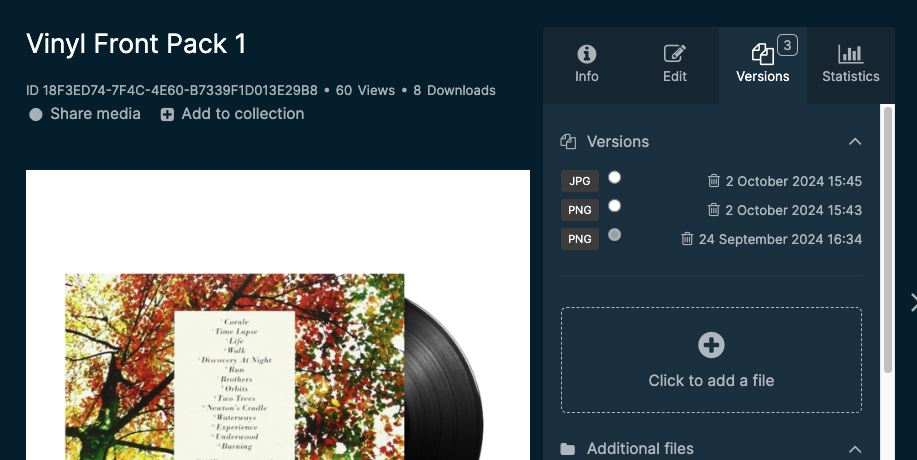 Vinyl Front Pack 1
ID 18F3ED74-7F4C-4E60-B7339F1D013E29B8 • 60 Views • 8 Downloads
Share media Add to collection
Info Edit Versions 3 Statistics
Versions
JPG 2 October 2024 15:45
PNG 2 October 2024 15:43
PNG 24 September 2024 16:34
Click to add a file
Additional files
Corale
Time Lapse
Life
Walk
Discovery At Night
Run
Brothers
Orbits
Two Trees
Newton's Cradle
Waterways
Experience
Underwood
Burning